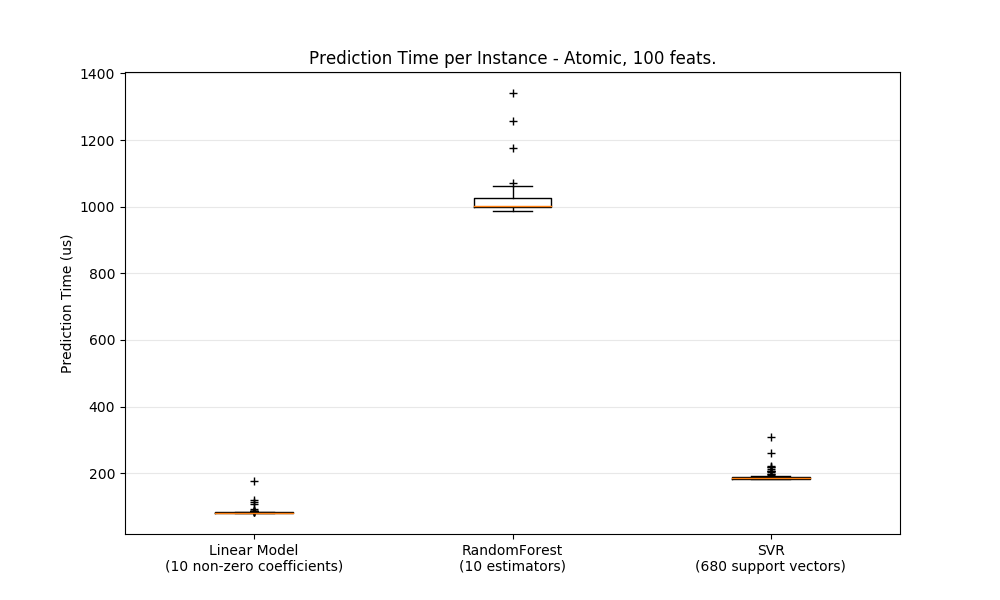 Prediction Time per Instance - Atomic, 100 feats.
Prediction Time (us)
1400
1200
1000
800
600
400
200
Linear Model
(10 non-zero coefficients)
RandomForest
(10 estimators)
SVR
(680 support vectors)